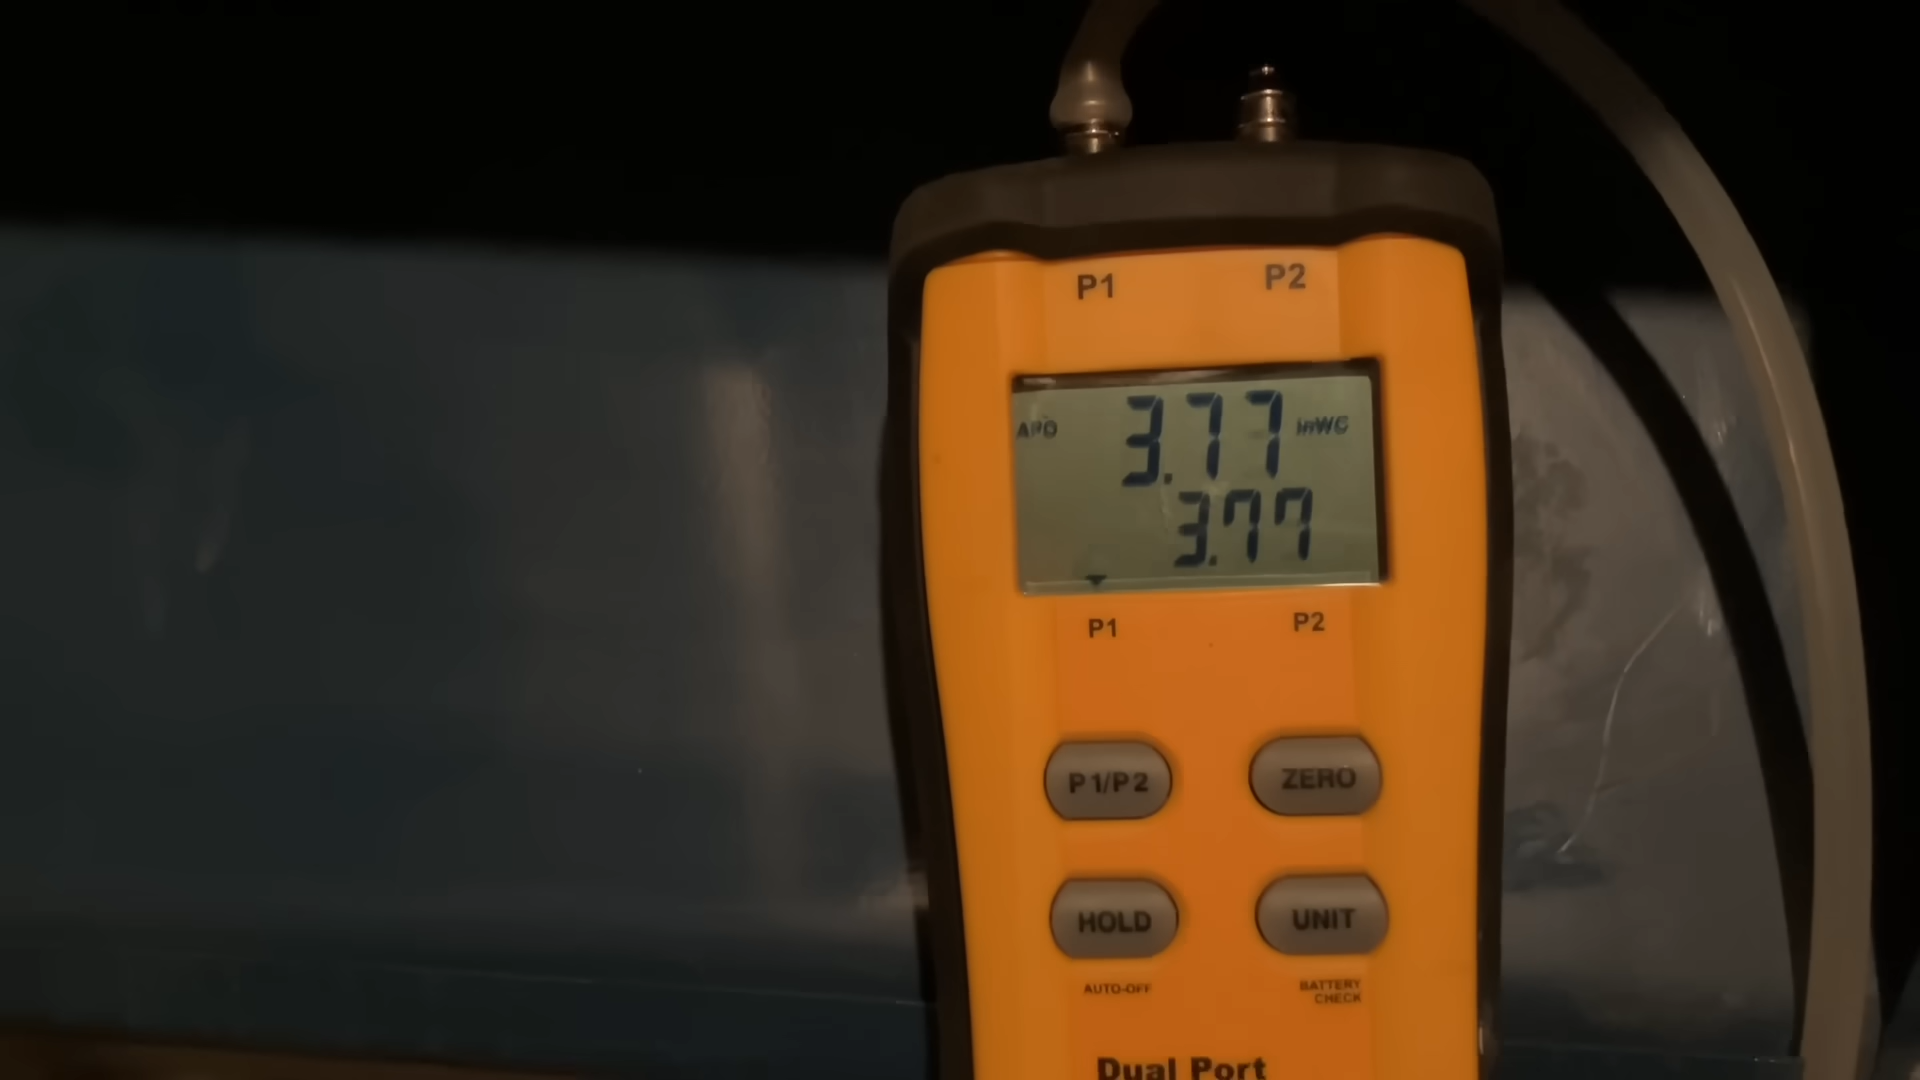 P1 P2
APO 3.77 inWC
3.77
P1 P2
P1/P2 ZERO
HOLD UNIT
AUTO-OFF BATTERY
CHECK
Dual Port